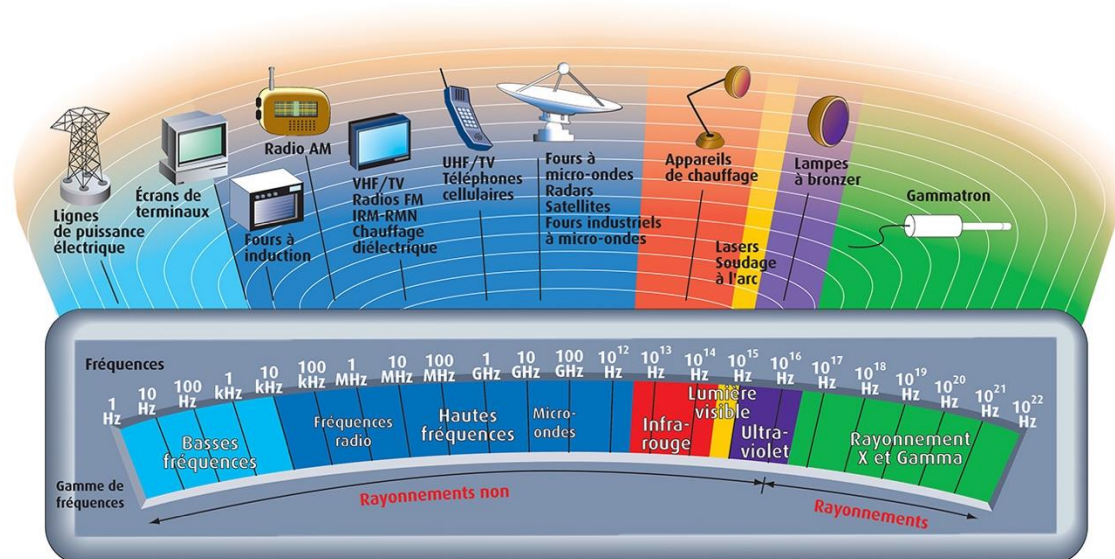 Lignes
de puissance
électrique
Écrans de
terminaux
Radio AM
Fours à
induction
VHF/TV
Radios FM
IRM-RMN
Chauffage
diélectrique
UHF/TV
Téléphones
cellulaires
Fours à
micro-ondes
Radars
Satellites
Fours industriels
à micro-ondes
Appareils
de chauffage
Lasers
Soudage
à l'arc
Lampes
à bronzer
Gammatron
Fréquences
1 Hz
10 Hz
100 Hz
1 kHz
10 kHz
100 kHz
1 MHz
10 MHz
100 MHz
1 GHz
10 GHz
100 GHz
10¹² Hz
10¹³ Hz
10¹⁴ Hz
10¹⁵ Hz
10¹⁶ Hz
10¹⁷ Hz
10¹⁸ Hz
10¹⁹ Hz
10²⁰ Hz
10²¹ Hz
10²² Hz
Basses
fréquences
Fréquences
radio
Hautes
fréquences
Micro-
ondes
Infra-
rouge
Lumière
visible
Ultra-
violet
Rayonnement
X et Gamma
Gamme de
fréquences
Rayonnements non
Rayonnements